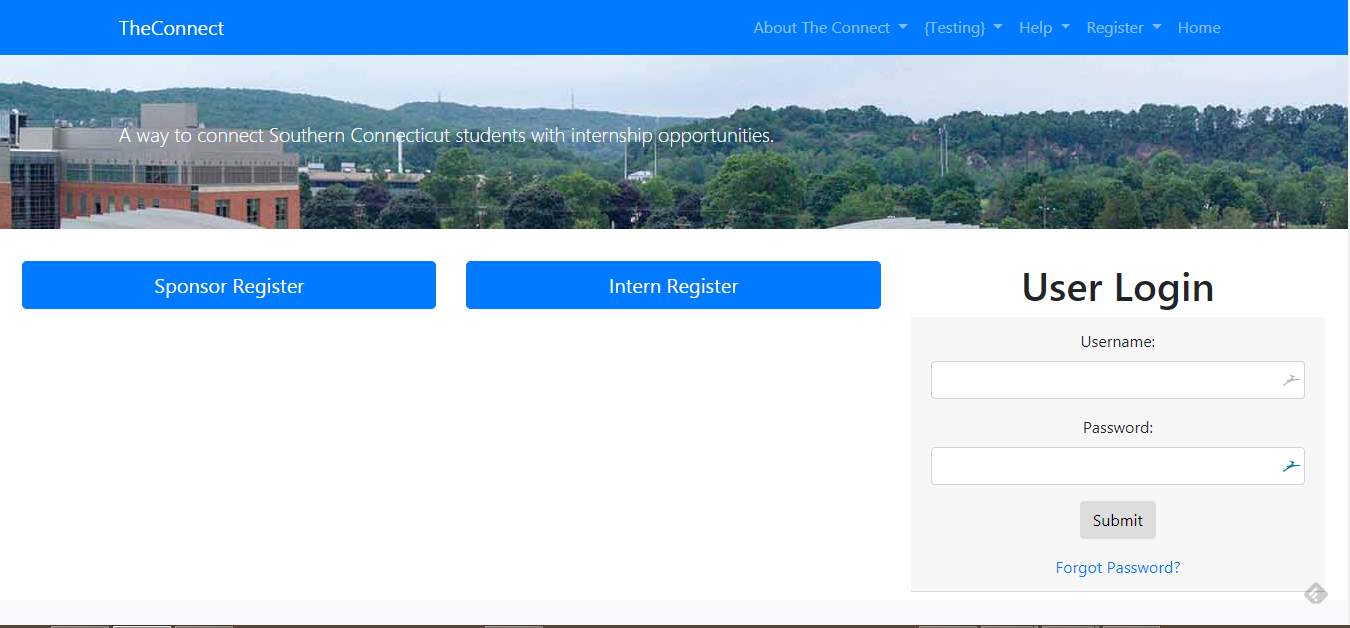 TheConnect
About The Connect
{Testing}
Help
Register
Home
A way to connect Southern Connecticut students with internship opportunities.
Sponsor Register
Intern Register
User Login
Username:
Password:
Submit
Forgot Password?